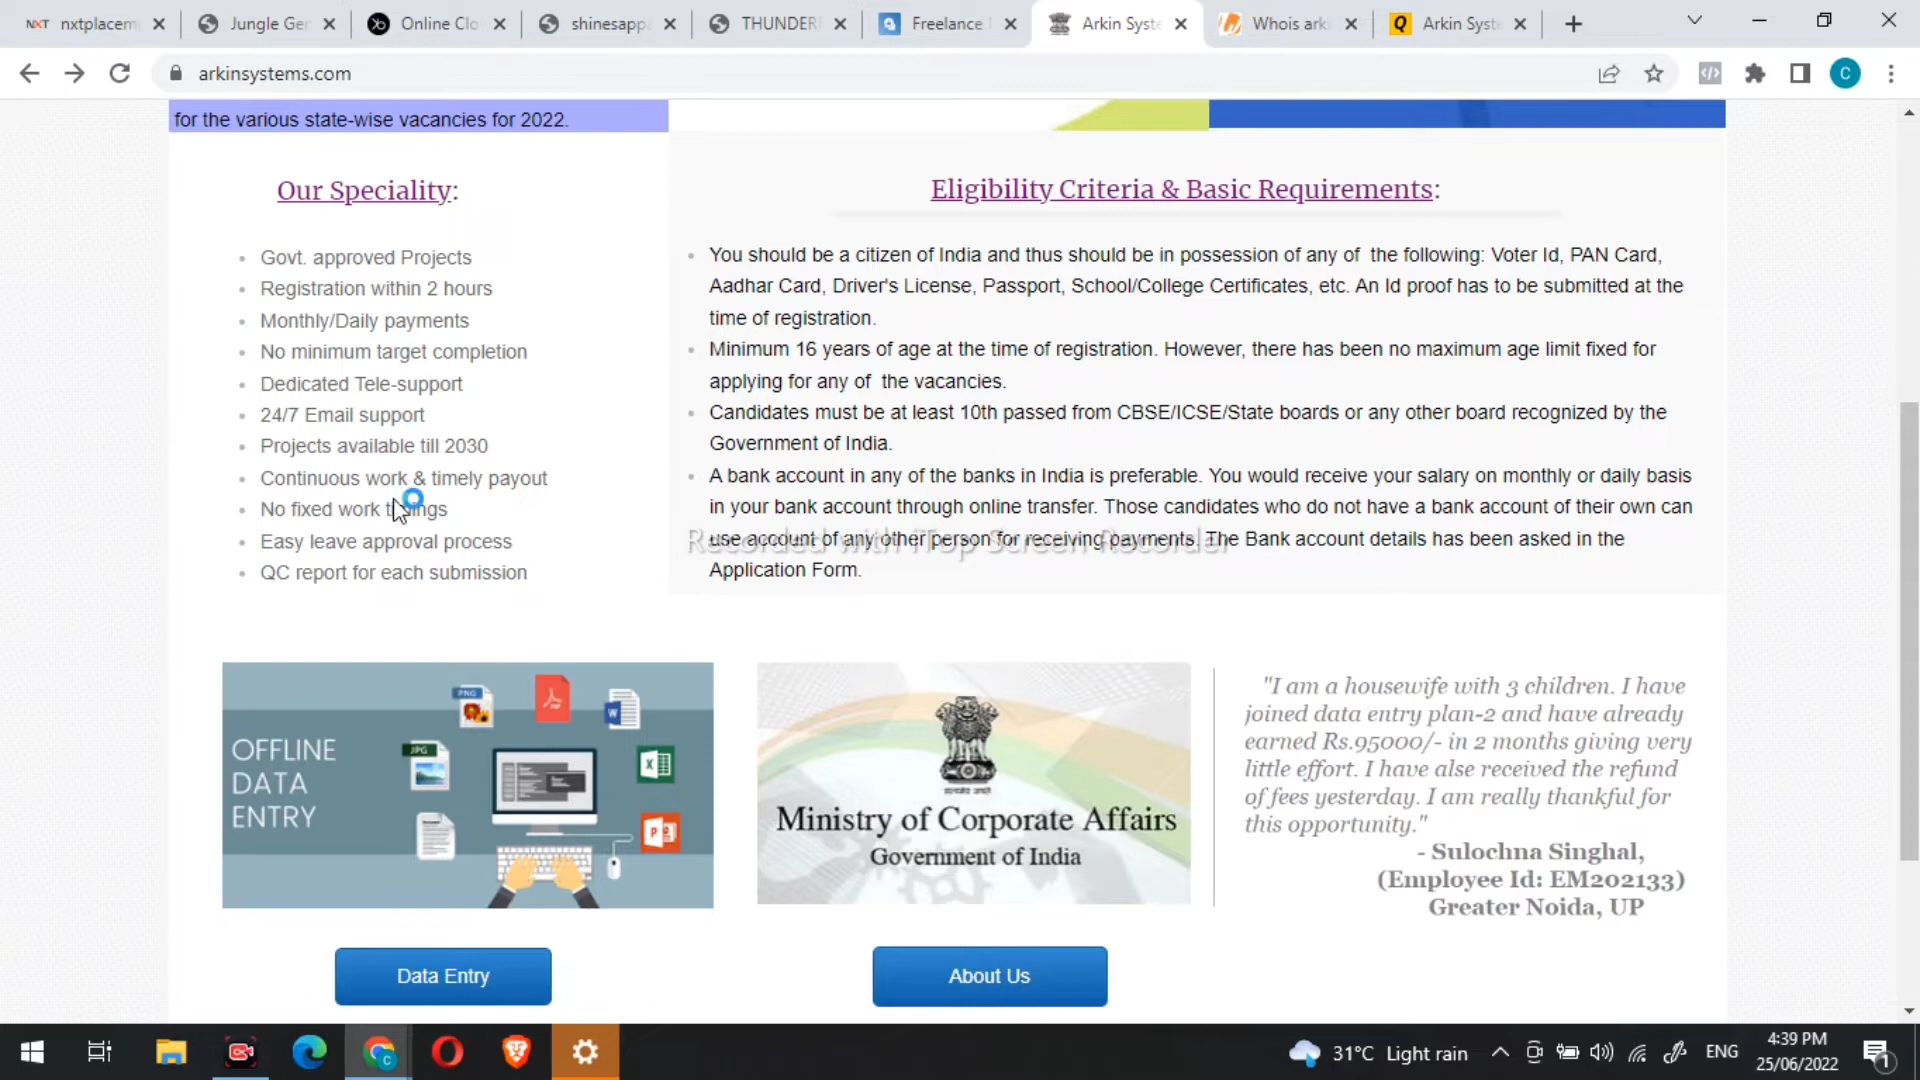 nxtplacem
Jungle Ger
Online Clo
shinesapp
THUNDER
Freelance
Arkin Syste
Whois ark
Arkin Syste
arkinsystems.com
C
for the various state-wise vacancies for 2022.
Our Speciality:
Govt. approved Projects
Registration within 2 hours
Monthly/Daily payments
No minimum target completion
Dedicated Tele-support
24/7 Email support
Projects available till 2030
Continuous work & timely payout
No fixed work timings
Easy leave approval process
QC report for each submission
Eligibility Criteria & Basic Requirements:
You should be a citizen of India and thus should be in possession of any of the following: Voter Id, PAN Card,
Aadhar Card, Driver's License, Passport, School/College Certificates, etc. An Id proof has to be submitted at the
time of registration.
Minimum 16 years of age at the time of registration. However, there has been no maximum age limit fixed for
applying for any of the vacancies.
Candidates must be at least 10th passed from CBSE/ICSE/State boards or any other board recognized by the
Government of India.
A bank account in any of the banks in India is preferable. You would receive your salary on monthly or daily basis
in your bank account through online transfer. Those candidates who do not have a bank account of their own can
use account of any other person for receiving payments. The Bank account details has been asked in the
Application Form.
Recorded with iTop Screen Recorder
OFFLINE
DATA
ENTRY
PNG
JPG
सत्यमेव जयते
Ministry of Corporate Affairs
Government of India
"I am a housewife with 3 children. I have
joined data entry plan-2 and have already
earned Rs.95000/- in 2 months giving very
little effort. I have alse received the refund
of fees yesterday. I am really thankful for
this opportunity."
- Sulochna Singhal,
(Employee Id: EM202133)
Greater Noida, UP
Data Entry
About Us
31°C Light rain
ENG
4:39 PM
25/06/2022
1